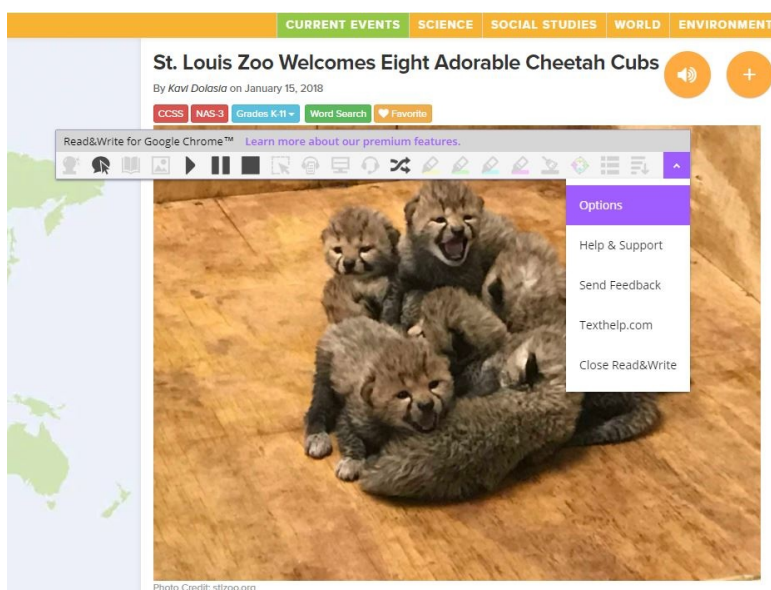 CURRENT EVENTS SCIENCE SOCIAL STUDIES WORLD ENVIRONMENT
St. Louis Zoo Welcomes Eight Adorable Cheetah Cubs
By Kavi Dolasia on January 15, 2018
CCSS NAS-3 Grades K-11 Word Search Favorite
Read&Write for Google Chrome™ Learn more about our premium features.
Options
Help & Support
Send Feedback
Texthelp.com
Close Read&Write
Photo Credit: stlzoo.org